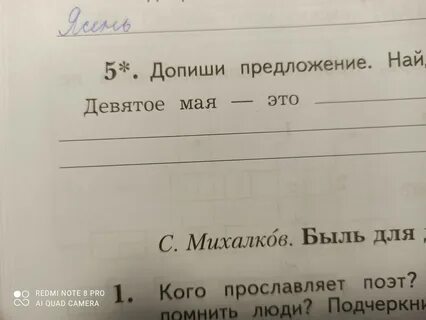 Ясень
5*. Допиши предложение. Най
Девятое мая — это
С. Михалко́в. Быль для
1. Кого прославляет поэт?
помнить люди? Подчеркни
REDMI NOTE 8 PRO
AI QUAD CAMERA